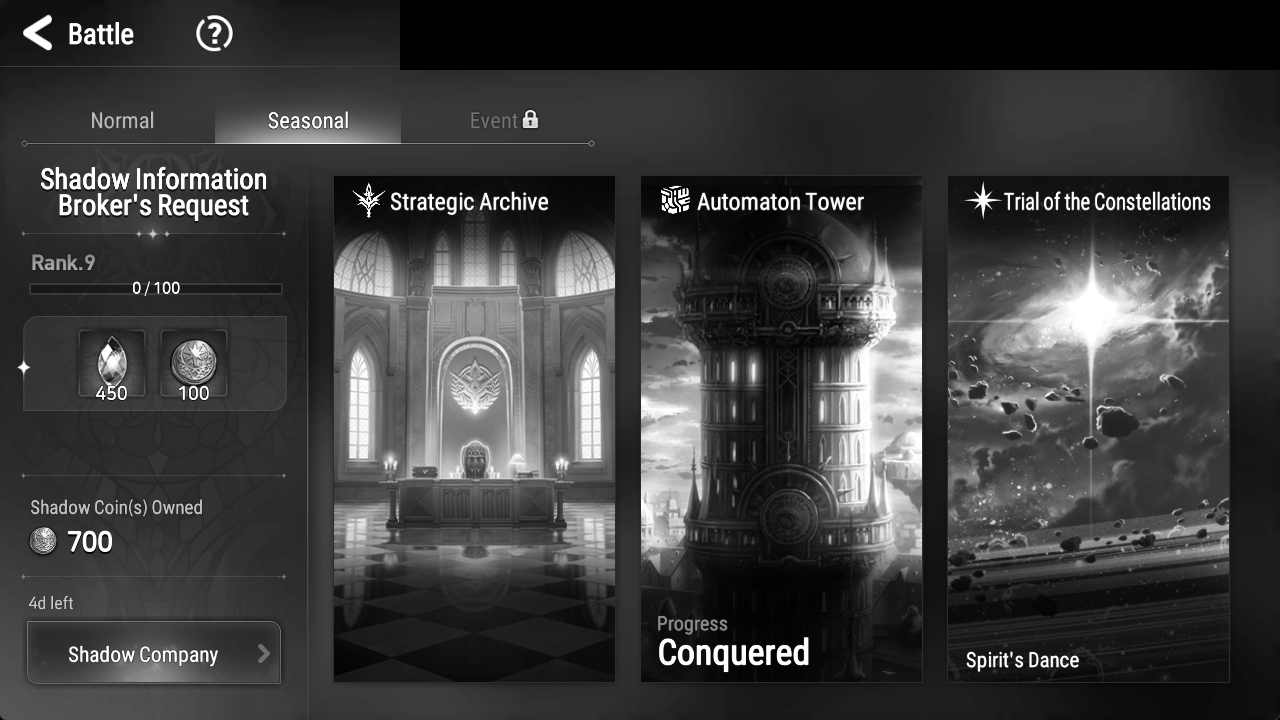 Battle
Normal
Seasonal
Event
Shadow Information
Broker's Request
Rank.9
0 / 100
450
100
Shadow Coin(s) Owned
700
4d left
Shadow Company
Strategic Archive
Automaton Tower
Progress
Conquered
Trial of the Constellations
Spirit's Dance